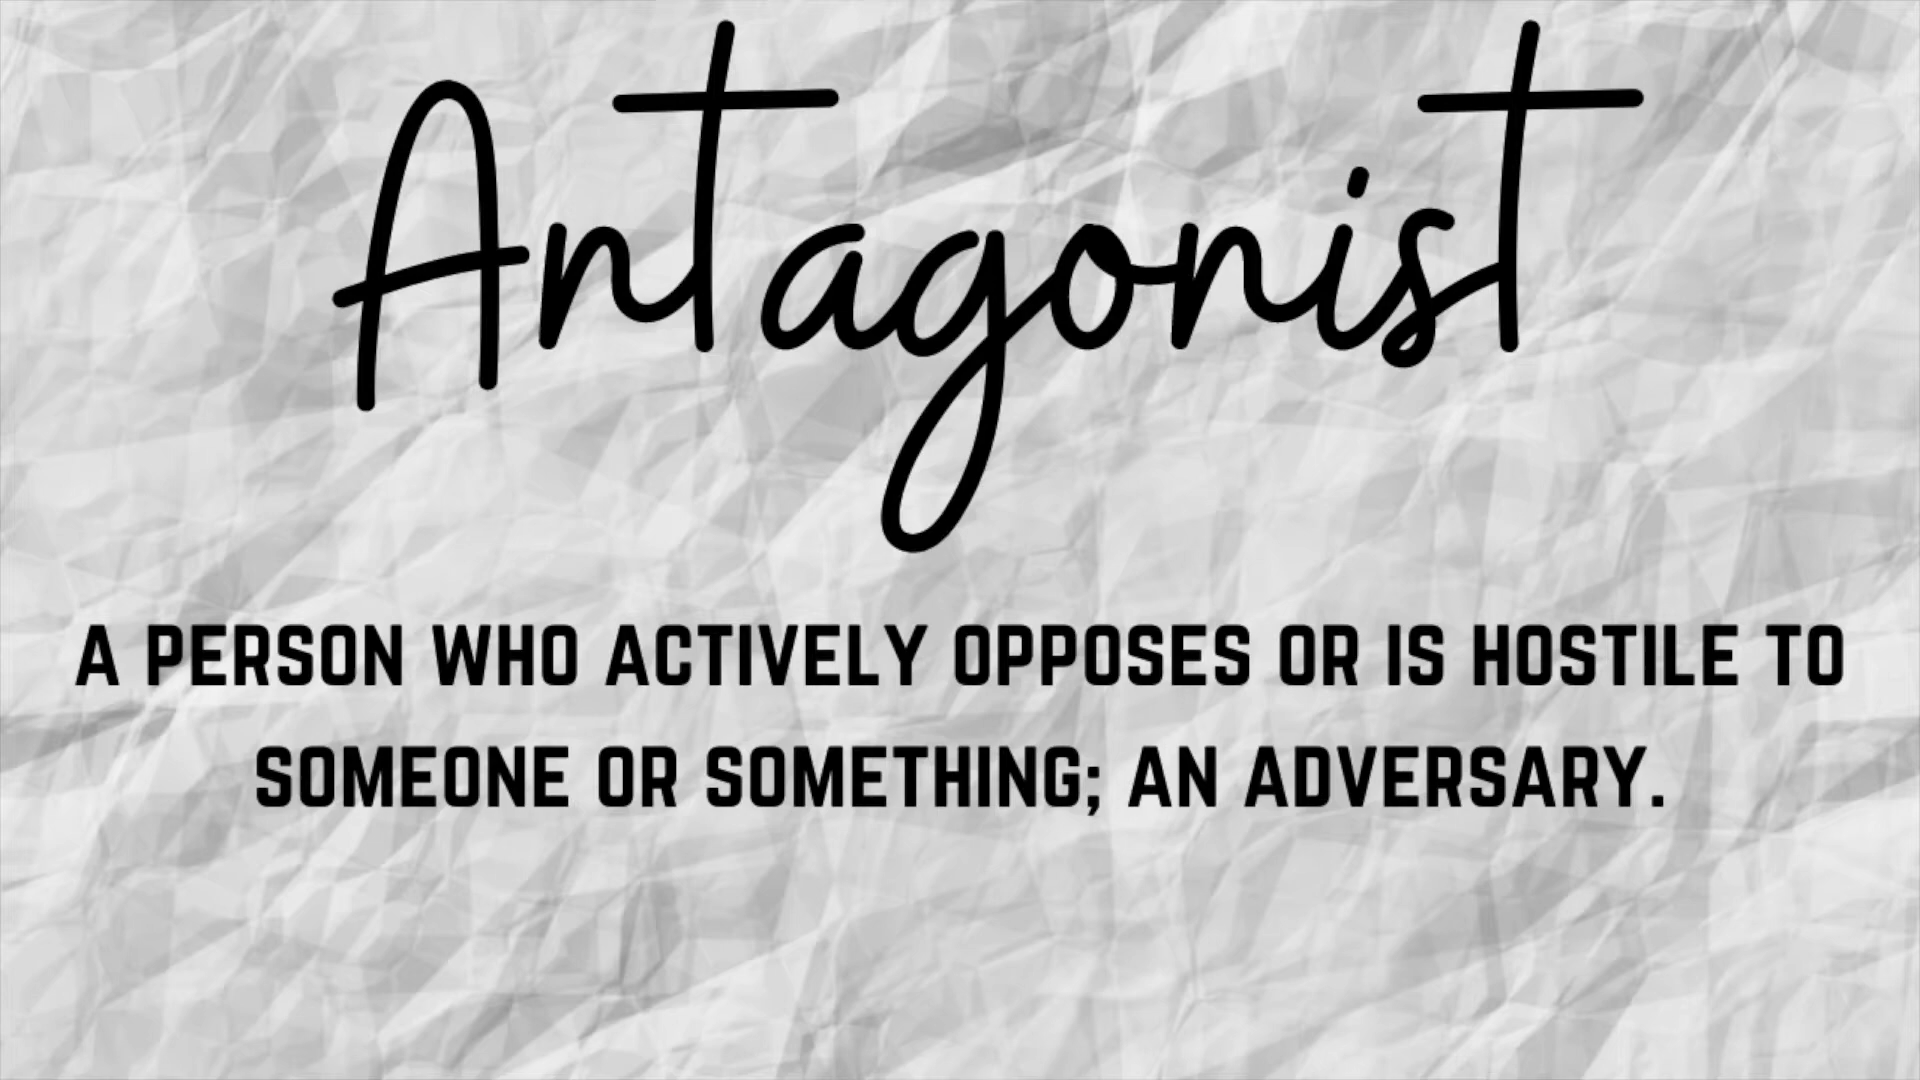 Antagonist
A PERSON WHO ACTIVELY OPPOSES OR IS HOSTILE TO
SOMEONE OR SOMETHING; AN ADVERSARY.